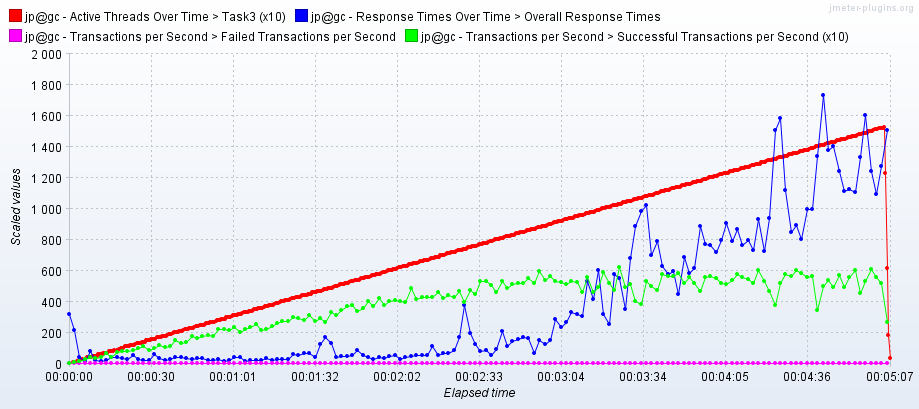 jmeter-plugins.org
jp@gc - Active Threads Over Time > Task3 (x10) jp@gc - Response Times Over Time > Overall Response Times
jp@gc - Transactions per Second > Failed Transactions per Second jp@gc - Transactions per Second > Successful Transactions per Second (x10)
2 000
1 800
1 600
1 400
1 200
1 000
800
600
400
200
0
Scaled values
00:00:00 00:00:30 00:01:01 00:01:32 00:02:02 00:02:33 00:03:04 00:03:34 00:04:05 00:04:36 00:05:07
Elapsed time